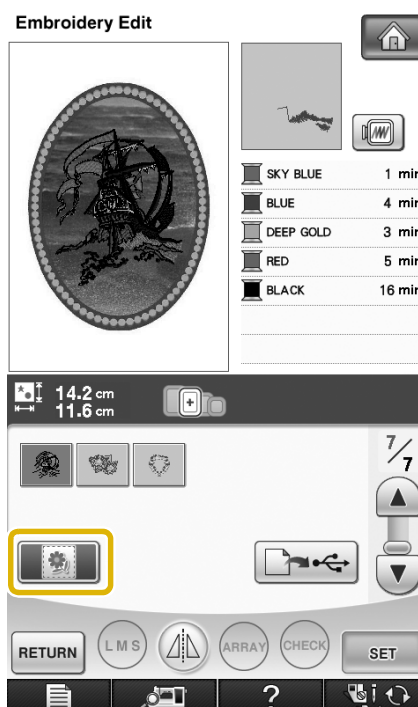 Embroidery Edit
SKY BLUE 1 min
BLUE 4 min
DEEP GOLD 3 min
RED 5 min
BLACK 16 min
14.2 cm
11.6 cm
7/7
RETURN
LMS
ARRAY
CHECK
SET
?